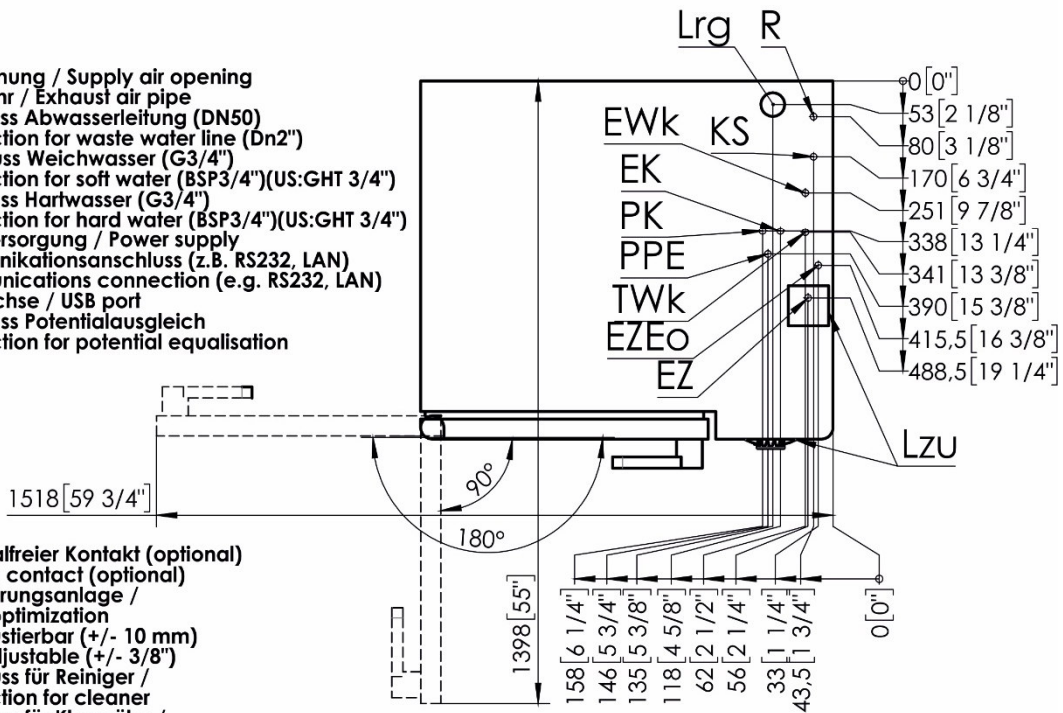 Lrg R
nung / Supply air opening
hr / Exhaust air pipe
ss Abwasserleitung (DN50)
ction for waste water line (Dn2")
uss Weichwasser (G3/4")
ction for soft water (BSP3/4")(US:GHT 3/4")
ss Hartwasser (G3/4")
ction for hard water (BSP3/4")(US:GHT 3/4")
ersorgung / Power supply
nikationsanschluss (z.B. RS232, LAN)
unications connection (e.g. RS232, LAN)
chse / USB port
ss Potentialausgleich
ction for potential equalisation
EWk KS
EK
PK
PPE
TWk
EZEo
EZ
0[0"]
53[2 1/8"]
80[3 1/8"]
170[6 3/4"]
251[9 7/8"]
338[13 1/4"]
341[13 3/8"]
390[15 3/8"]
415,5[16 3/8"]
488,5[19 1/4"]
Lzu
90°
180°
1518[59 3/4"]
1398[55"]
alfreier Kontakt (optional)
contact (optional)
rungsanlage /
optimization
ustierbar (+/- 10 mm)
djustable (+/- 3/8")
uss für Reiniger /
ction for cleaner
158[6 1/4"]
146[5 3/4"]
135[5 3/8"]
118[4 5/8"]
62[2 1/2"]
56[2 1/4"]
33[1 1/4"]
43,5[1 3/4"]
0[0"]